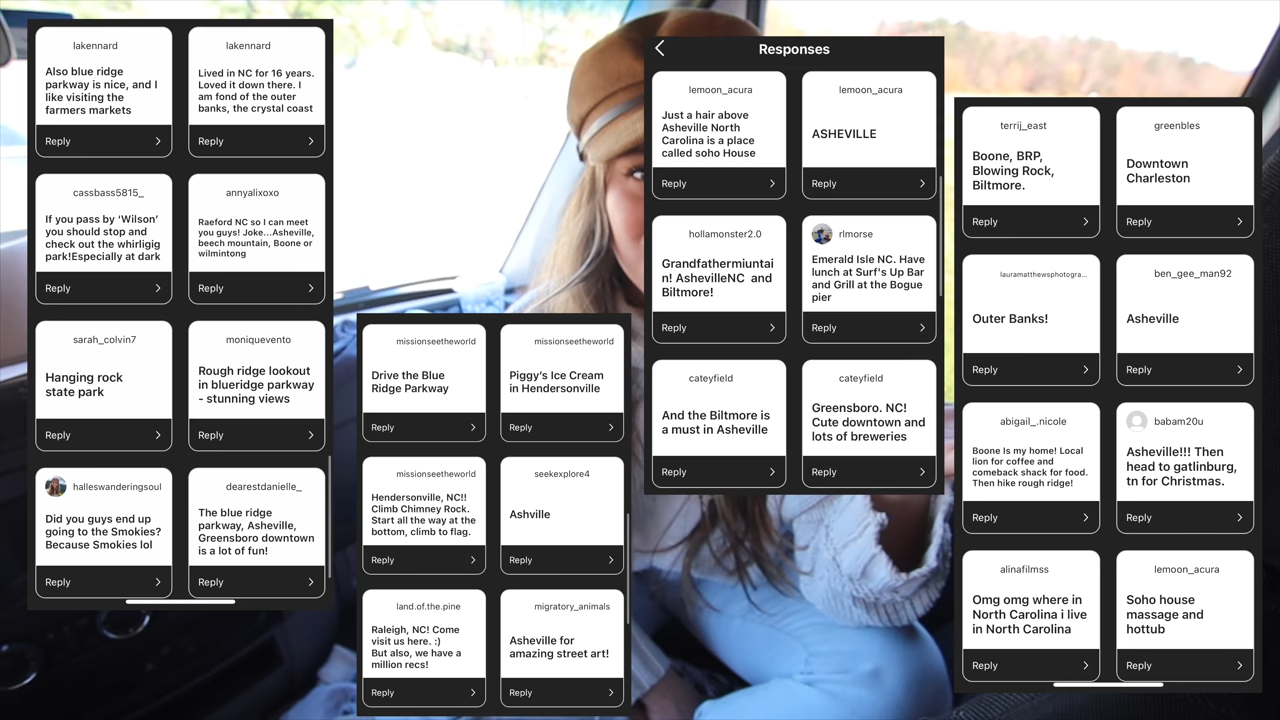 lakennard
Also blue ridge
parkway is nice, and I
like visiting the
farmers markets
Reply
lakennard
Lived in NC for 16 years.
Loved it down there. I
am fond of the outer
banks, the crystal coast
Reply
cassbass5815_
If you pass by ‘Wilson’
you should stop and
check out the whirligig
park!Especially at dark
Reply
annyalixoxo
Raeford NC so I can meet
you guys! Joke...Asheville,
beech mountain, Boone or
wilmintong
Reply
sarah_colvin7
Hanging rock
state park
Reply
moniquevento
Rough ridge lookout
in blueridge parkway
- stunning views
Reply
halleswanderingsoul
Did you guys end up
going to the Smokies?
Because Smokies lol
Reply
dearestdanielle_
The blue ridge
parkway, Asheville,
Greensboro downtown
is a lot of fun!
Reply
missionseetheworld
Drive the Blue
Ridge Parkway
Reply
missionseetheworld
Piggy's Ice Cream
in Hendersonville
Reply
missionseetheworld
Hendersonville, NC!!
Climb Chimney Rock.
Start all the way at the
bottom, climb to flag.
Reply
seekexplore4
Ashville
Reply
land.of.the.pine
Raleigh, NC! Come
visit us here. :)
But also, we have a
million recs!
Reply
migratory_animals
Asheville for
amazing street art!
Reply
Responses
lemoon_acura
Just a hair above
Asheville North
Carolina is a place
called soho House
Reply
lemoon_acura
ASHEVILLE
Reply
hollamonster2.0
Grandfathermiuntai
n! AshevilleNC and
Biltmore!
Reply
rlmorse
Emerald Isle NC. Have
lunch at Surf's Up Bar
and Grill at the Bogue
pier
Reply
cateyfield
And the Biltmore is
a must in Asheville
Reply
cateyfield
Greensboro. NC!
Cute downtown and
lots of breweries
Reply
terrij_east
Boone, BRP,
Blowing Rock,
Biltmore.
Reply
greenbles
Downtown
Charleston
Reply
lauramatthewsphotogra...
Outer Banks!
Reply
ben_gee_man92
Asheville
Reply
abigail_.nicole
Boone Is my home! Local
lion for coffee and
comeback shack for food.
Then hike rough ridge!
Reply
babam20u
Asheville!!! Then
head to gatlinburg,
tn for Christmas.
Reply
alinafilmss
Omg omg where in
North Carolina i live
in North Carolina
Reply
lemoon_acura
Soho house
massage and
hottub
Reply